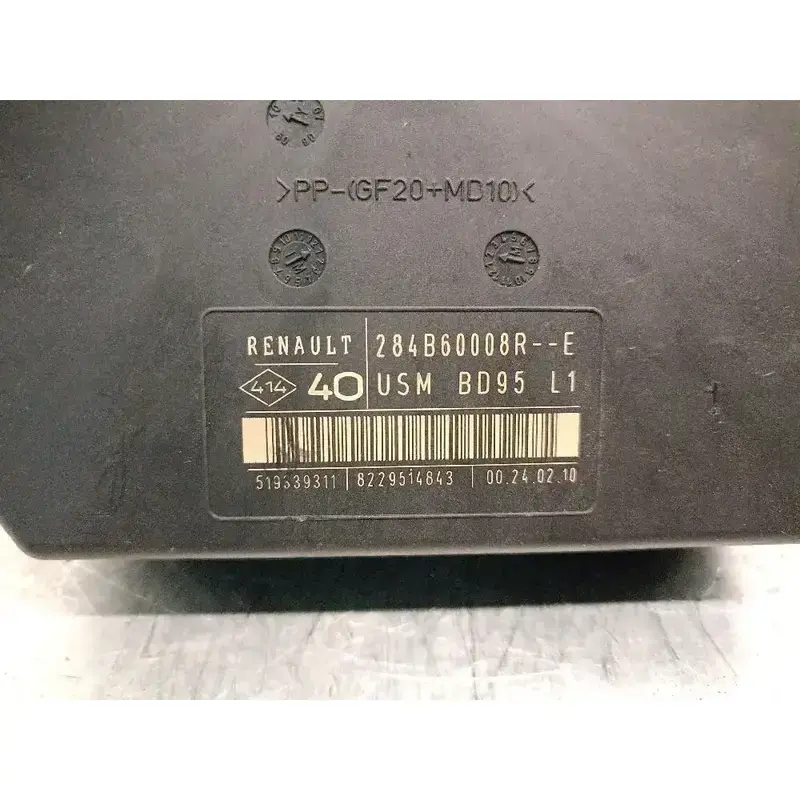 >PP-(GF20+MD10)<
RENAULT 284B60008R--E
414 40 USM BD95 L1
519339311 8229514843 00.24.02.10